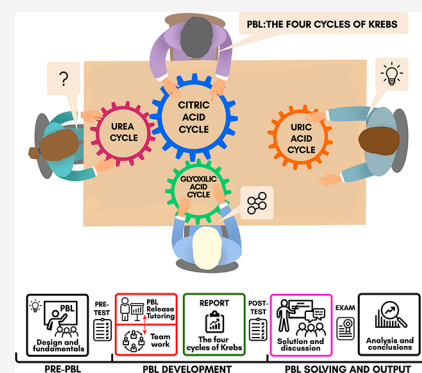 PBL:THE FOUR CYCLES OF KREBS
?
CITRIC
ACID
CYCLE
UREA
CYCLE
URIC
ACID
CYCLE
GLYOXILIC
ACID
CYCLE
PBL
Design and
fundamentals
PRE-
TEST
PBL
Release
Tutoring
Team
work
REPORT
The four
cycles of Krebs
POST-
TEST
Solution and
discussion
EXAM
Analysis and
conclusions
PRE-PBL
PBL DEVELOPMENT
PBL SOLVING AND OUTPUT